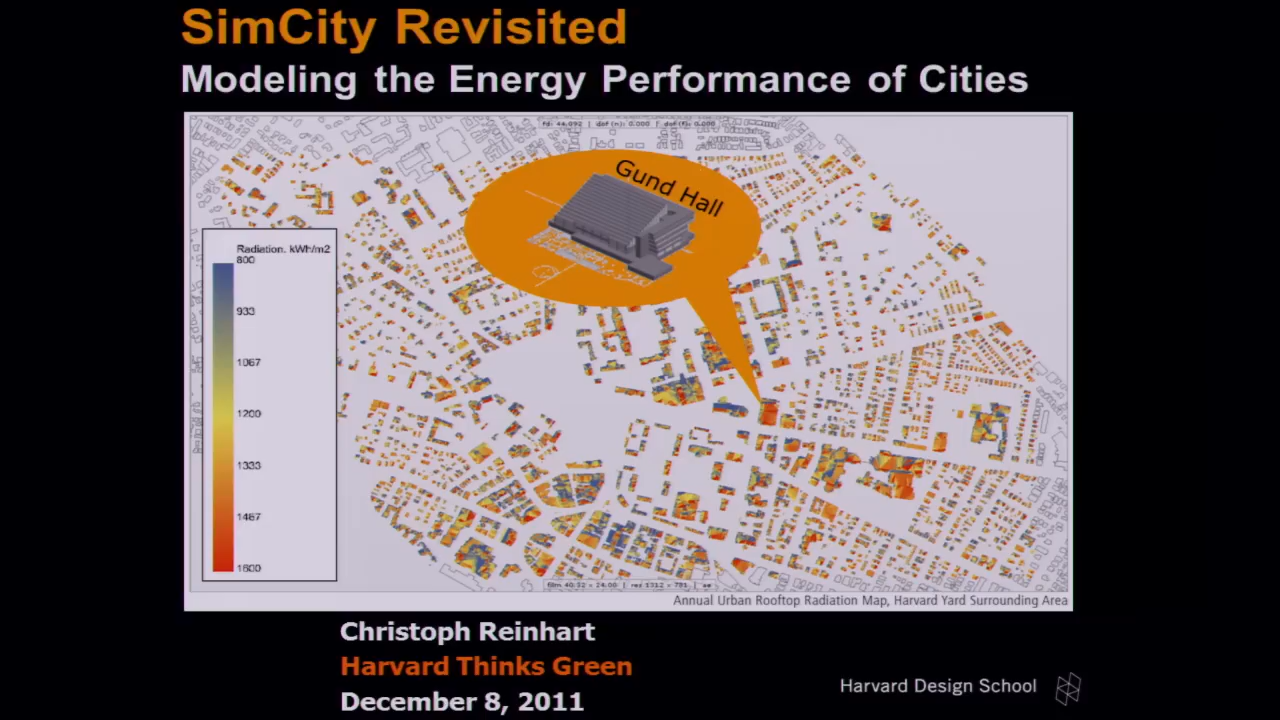 SimCity Revisited
Modeling the Energy Performance of Cities
Gund Hall
Radiation. kWh/m2
800
933
1067
1200
1333
1467
1600
Annual Urban Rooftop Radiation Map, Harvard Yard Surrounding Area
Christoph Reinhart
Harvard Thinks Green
December 8, 2011
Harvard Design School